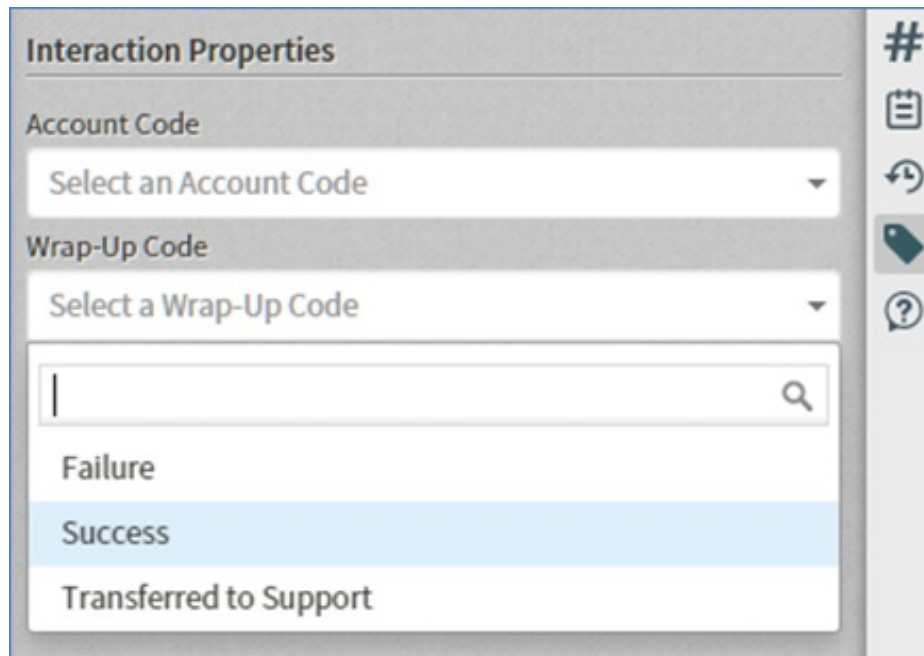 Interaction Properties
Account Code
Select an Account Code
Wrap-Up Code
Select a Wrap-Up Code
Failure
Success
Transferred to Support